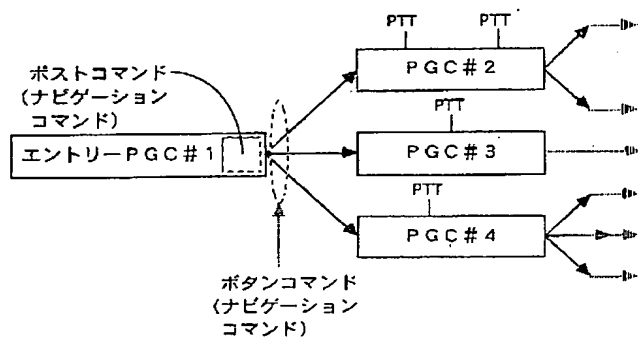 PTT PTT
PGC#2
ポストコマンド
(ナビゲーション
コマンド)
PTT
エントリーPGC#1
PGC#3
PTT
PGC#4
ボタンコマンド
(ナビゲーション
コマンド)